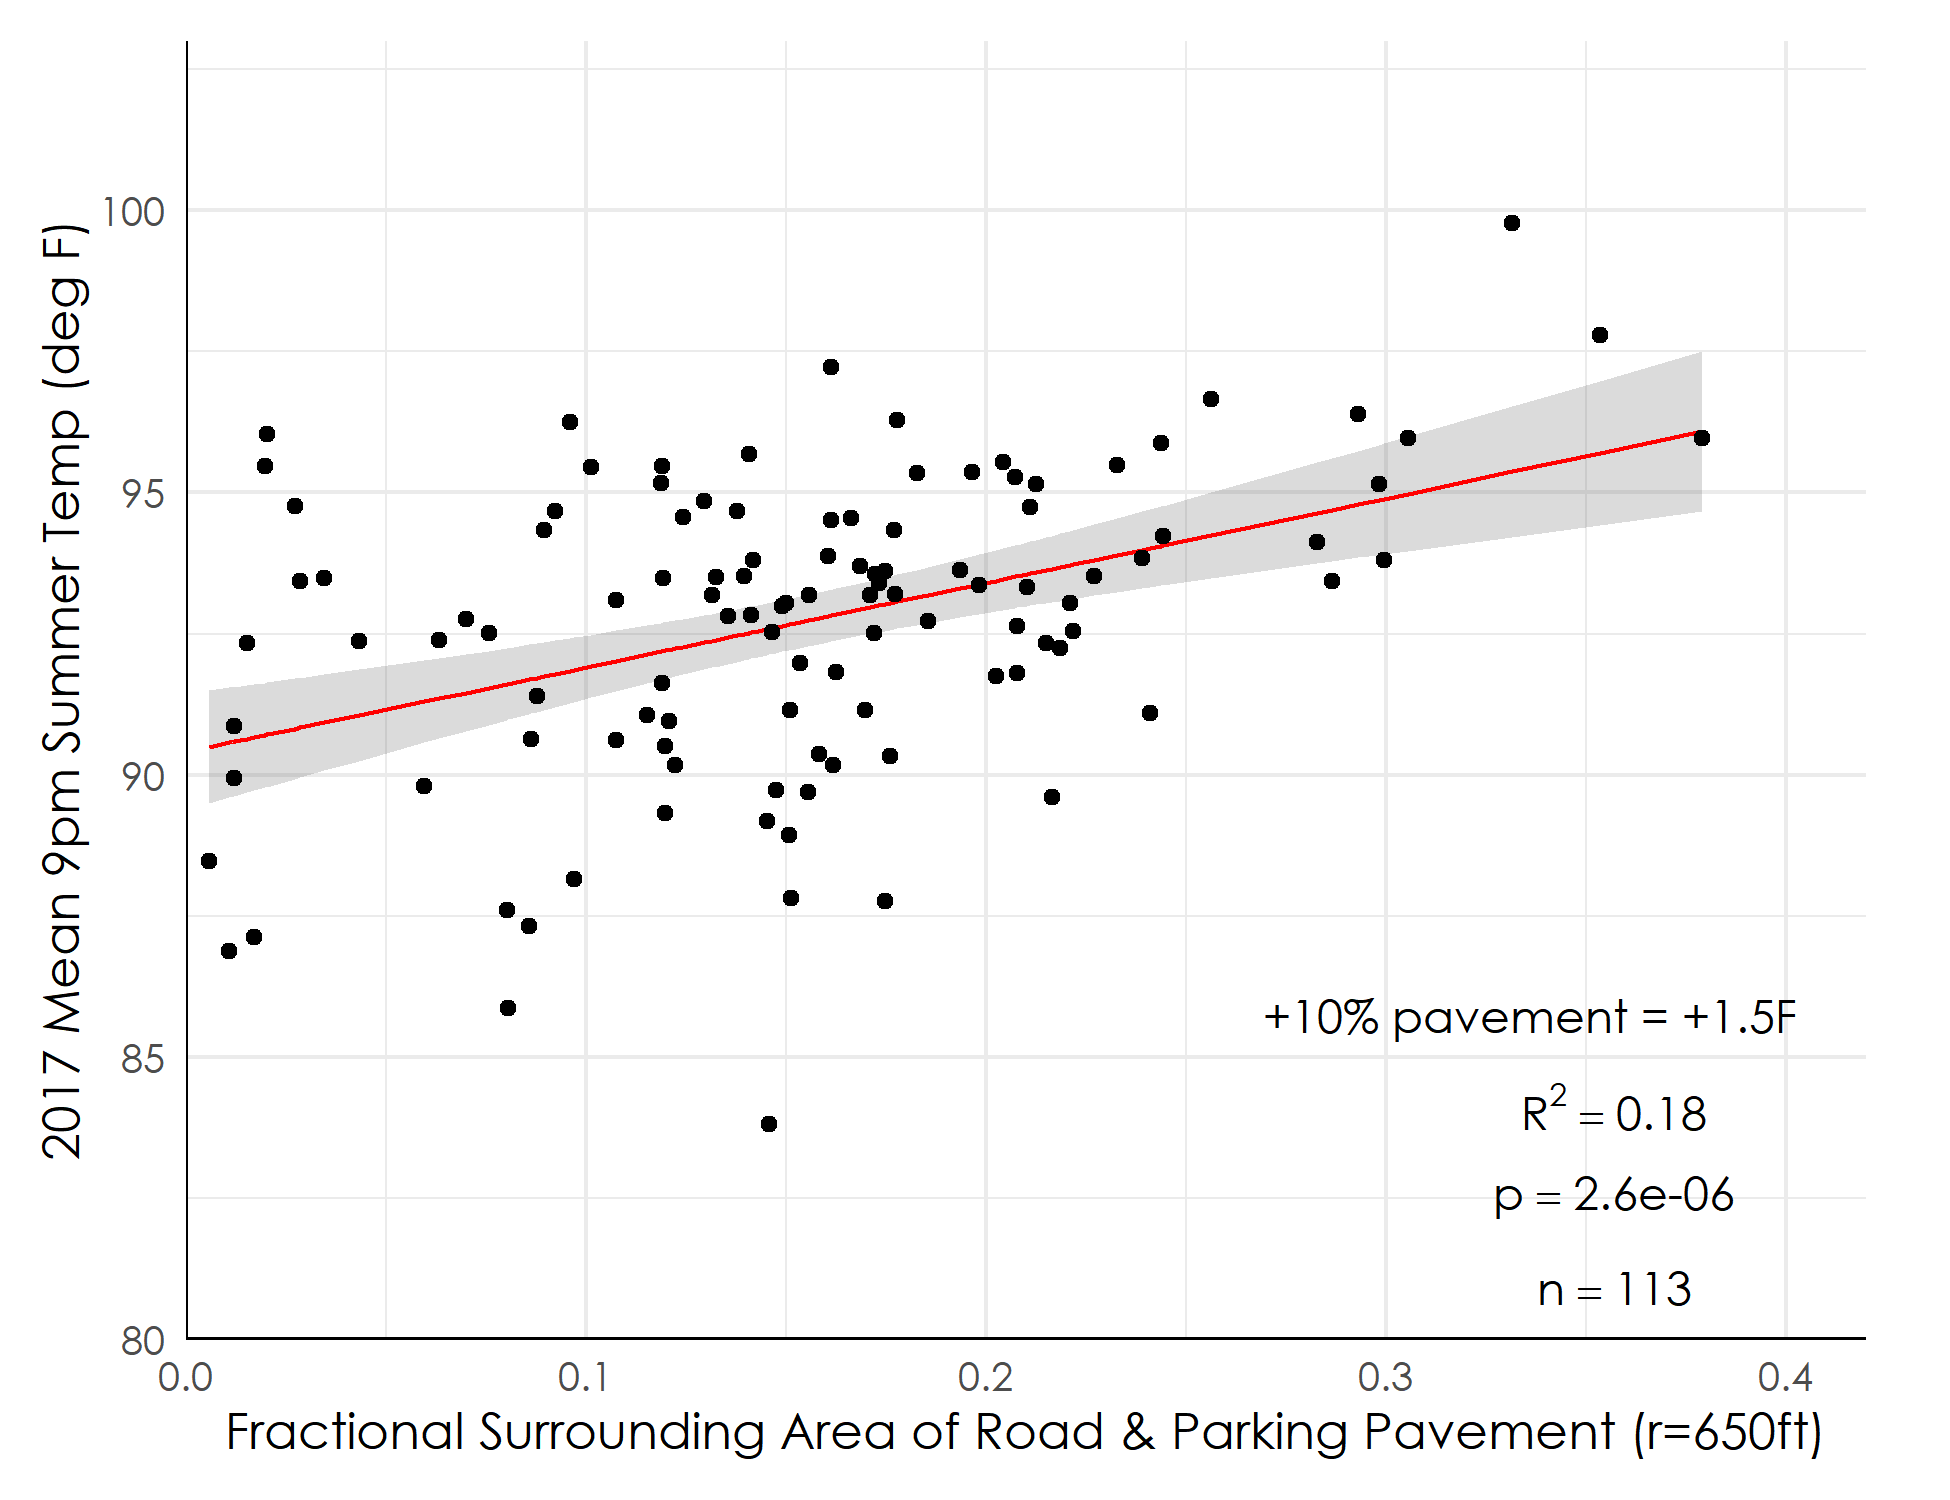 2017 Mean 9pm Summer Temp (deg F)
100
95
90
85
80
+10% pavement = +1.5F
R² = 0.18
p = 2.6e-06
n = 113
0.0 0.1 0.2 0.3 0.4
Fractional Surrounding Area of Road & Parking Pavement (r=650ft)